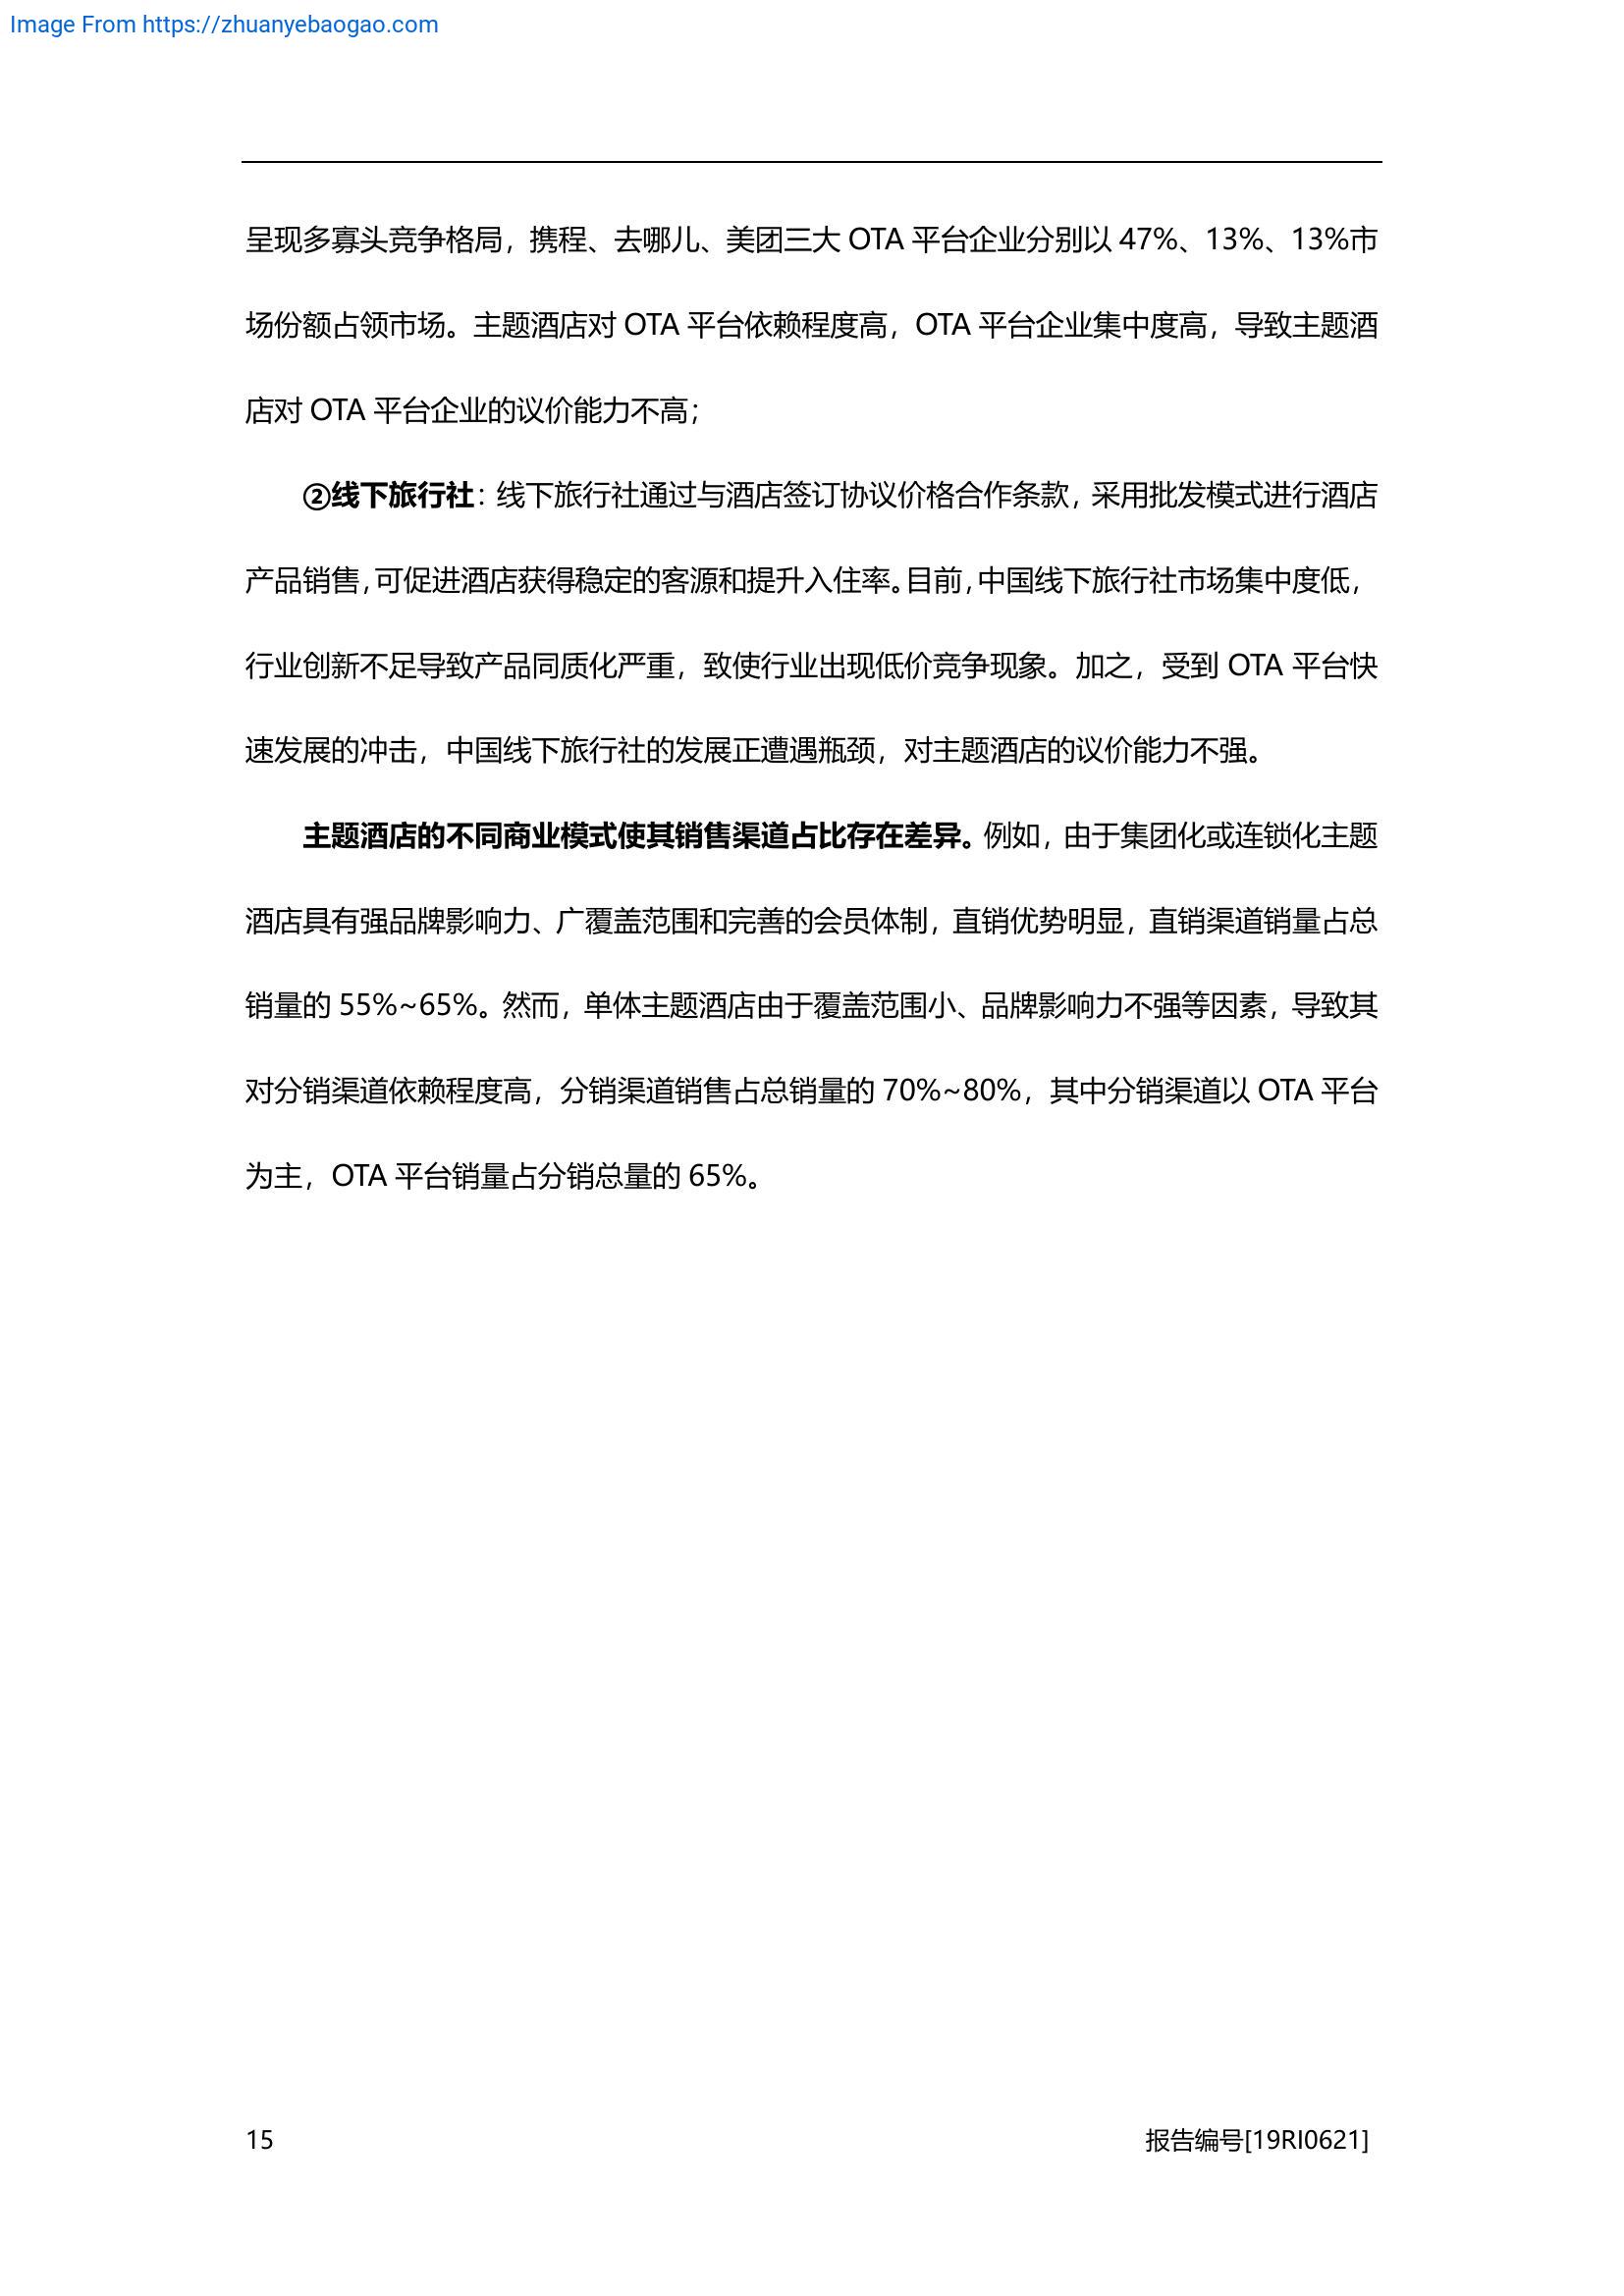 Image From https://zhuanyebaogao.com
呈现多寡头竞争格局，携程、去哪儿、美团三大 OTA 平台企业分别以 47%、13%、13%市
场份额占领市场。主题酒店对 OTA 平台依赖程度高，OTA 平台企业集中度高，导致主题酒
店对 OTA 平台企业的议价能力不高；
②线下旅行社：线下旅行社通过与酒店签订协议价格合作条款，采用批发模式进行酒店
产品销售，可促进酒店获得稳定的客源和提升入住率。目前，中国线下旅行社市场集中度低，
行业创新不足导致产品同质化严重，致使行业出现低价竞争现象。加之，受到 OTA 平台快
速发展的冲击，中国线下旅行社的发展正遭遇瓶颈，对主题酒店的议价能力不强。
主题酒店的不同商业模式使其销售渠道占比存在差异。例如，由于集团化或连锁化主题
酒店具有强品牌影响力、广覆盖范围和完善的会员体制，直销优势明显，直销渠道销量占总
销量的 55%~65%。然而，单体主题酒店由于覆盖范围小、品牌影响力不强等因素，导致其
对分销渠道依赖程度高，分销渠道销售占总销量的 70%~80%，其中分销渠道以 OTA 平台
为主，OTA 平台销量占分销总量的 65%。
15
报告编号[19RI0621]